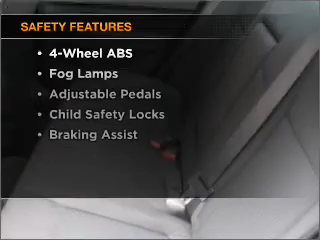 SAFETY FEATURES
• 4-Wheel ABS
• Fog Lamps
• Adjustable Pedals
• Child Safety Locks
• Braking Assist